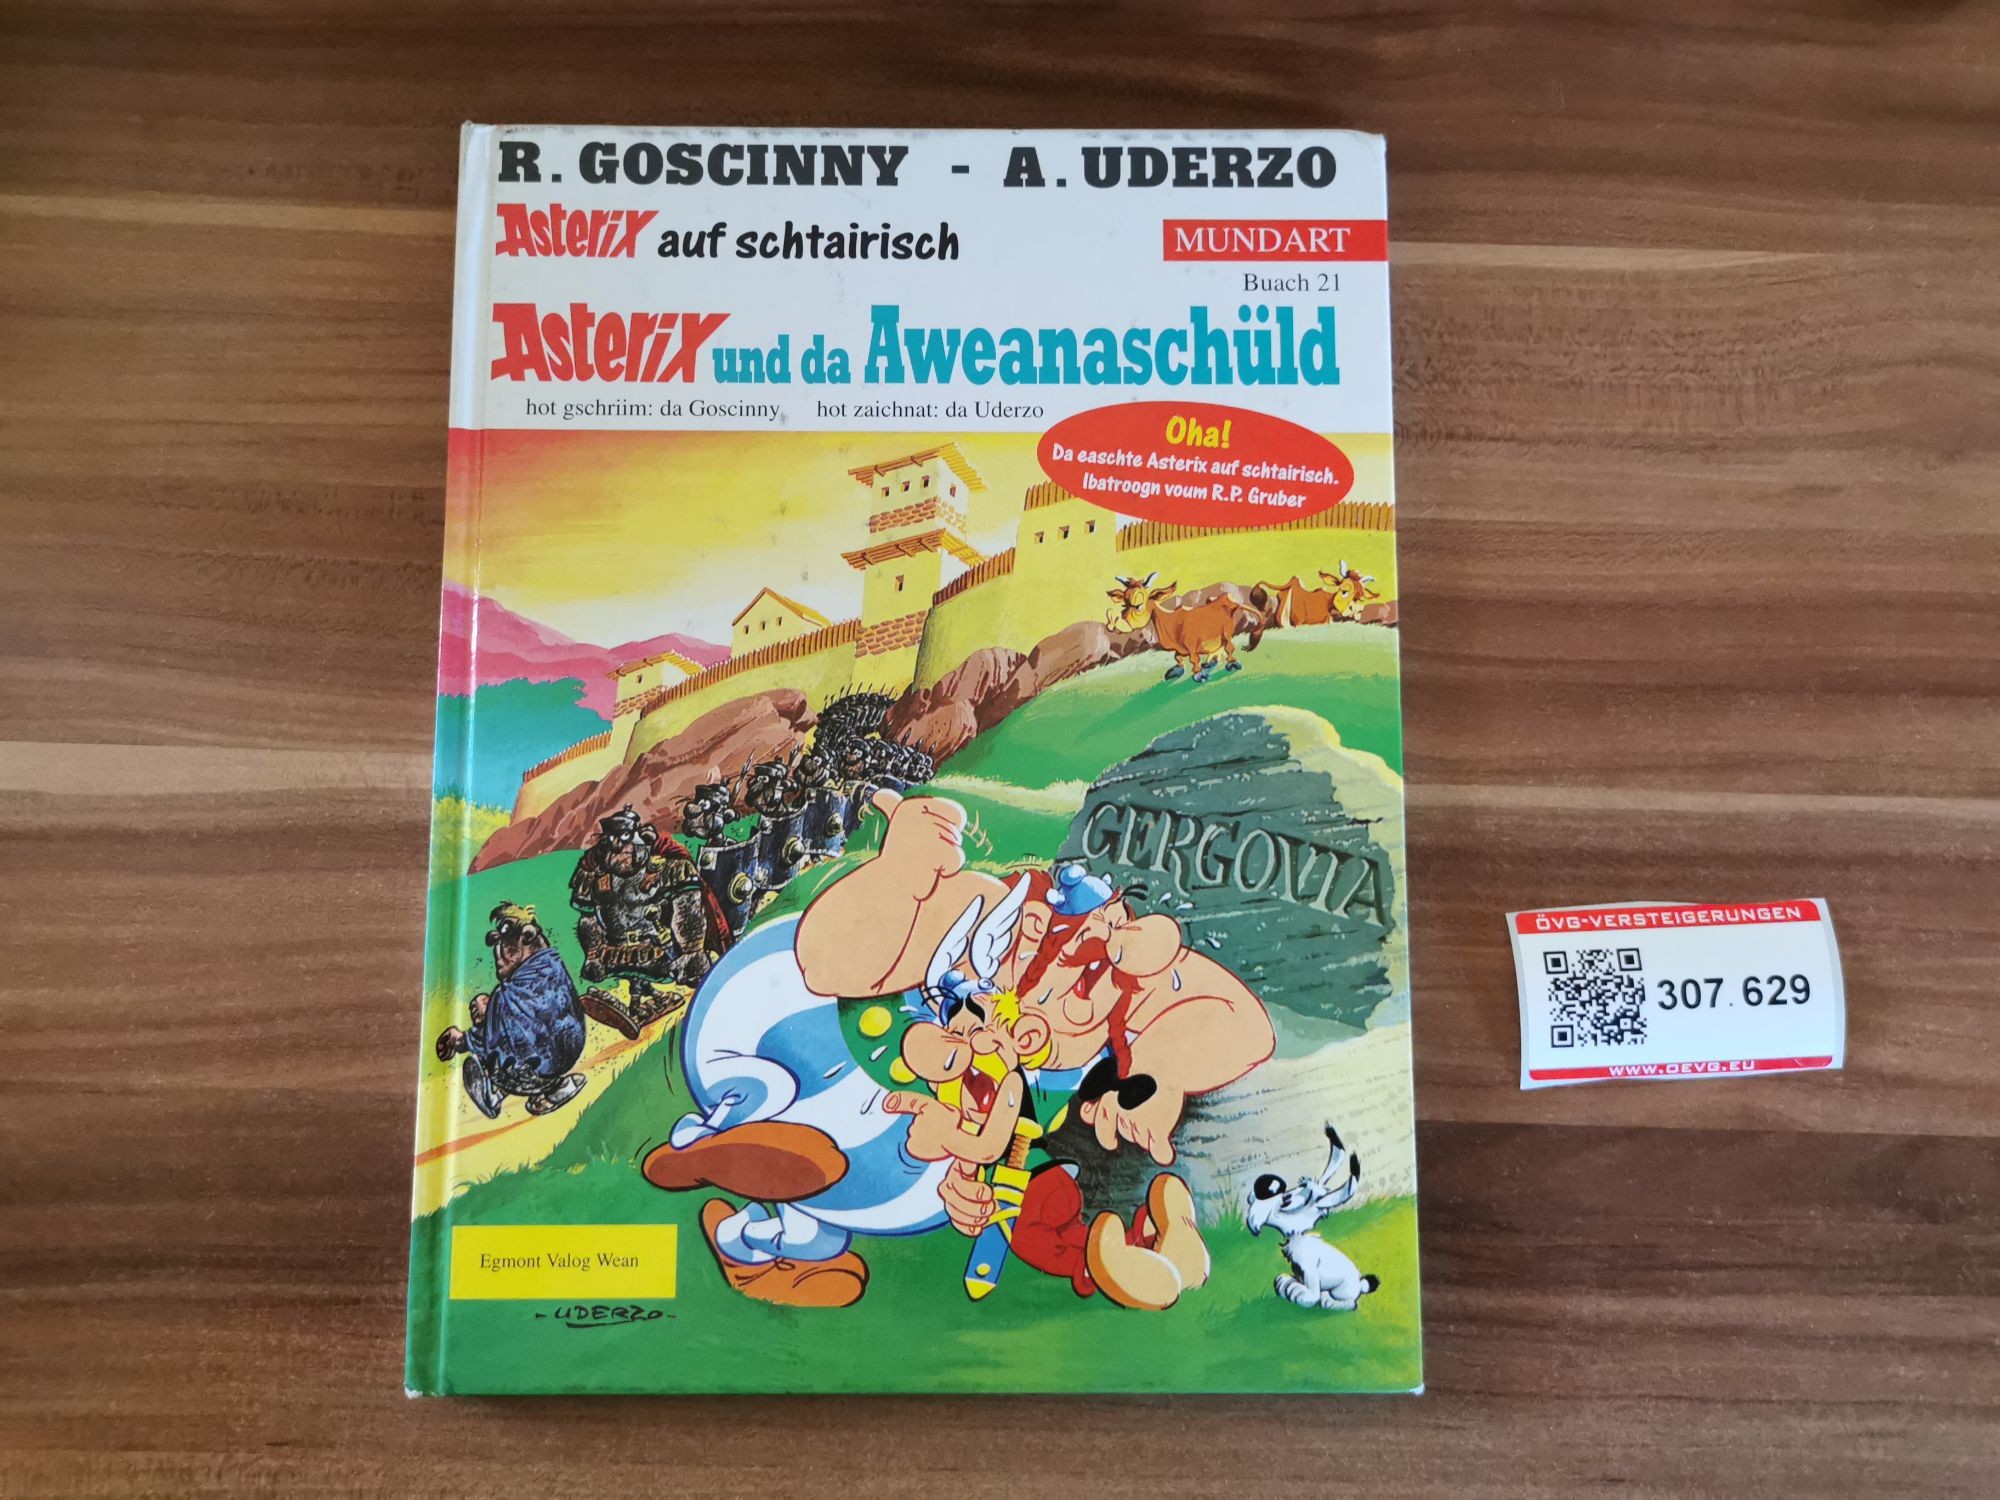 R. GOSCINNY - A. UDERZO
Asterix auf schtairisch
MUNDART
Buach 21
Asterix und da Aweanaschüld
hot gschriim: da Goscinny, hot zaichnat: da Uderzo
Oha!
Da easchte Asterix auf schtairisch.
Ibatroogn voum R.P. Gruber
GERGOVIA
Egmont Valog Wean
-UDERZO-
ÖVG-VERSTEIGERUNGEN
307.629
WWW.OEVG.EU